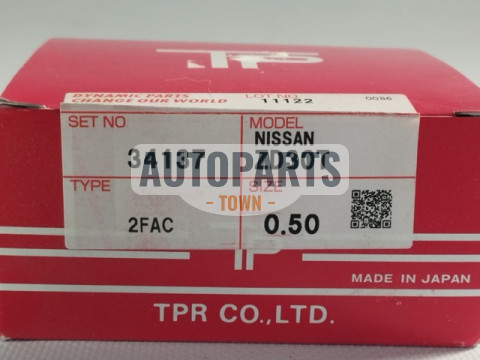 TPR
DYNAMIC PARTS
CHANGE OUR WORLD
LOT NO.
11122
0086
SET NO
34137
MODEL
NISSAN
ZD30T
TYPE
2FAC
SIZE
0.50
AUTOPARTS
- TOWN -
TP
MADE IN JAPAN
TPR CO.,LTD.